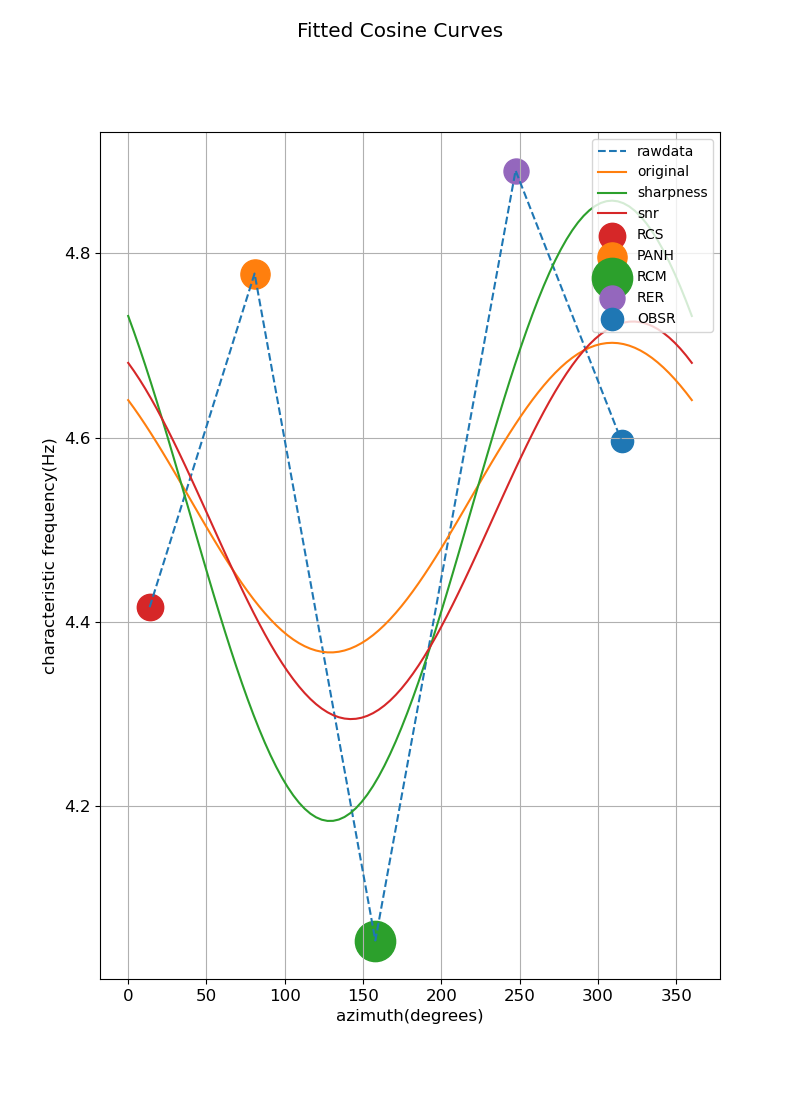 Fitted Cosine Curves
rawdata
original
sharpness
snr
RCS
PANH
RCM
RER
OBSR
4.8
4.6
4.4
4.2
characteristic frequency(Hz)
0 50 100 150 200 250 300 350
azimuth(degrees)